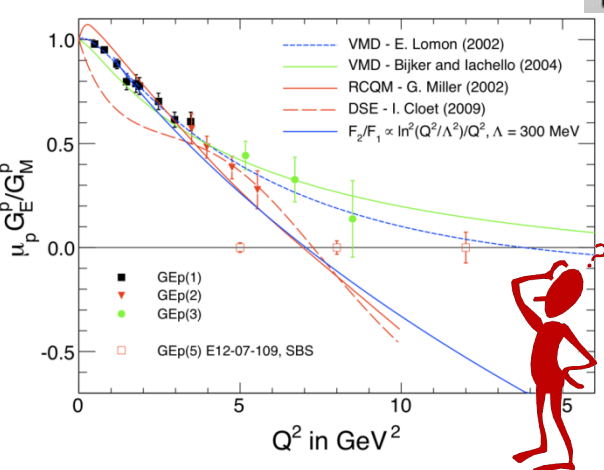 1.0
0.5
0.0
-0.5
μp GEp/GMp
VMD - E. Lomon (2002)
VMD - Bijker and Iachello (2004)
RCQM - G. Miller (2002)
DSE - I. Cloet (2009)
F2/F1 ∝ ln²(Q²/Λ²)/Q², Λ = 300 MeV
GEp(1)
GEp(2)
GEp(3)
GEp(5) E12-07-109, SBS
?
0 5 10 5
Q² in GeV²